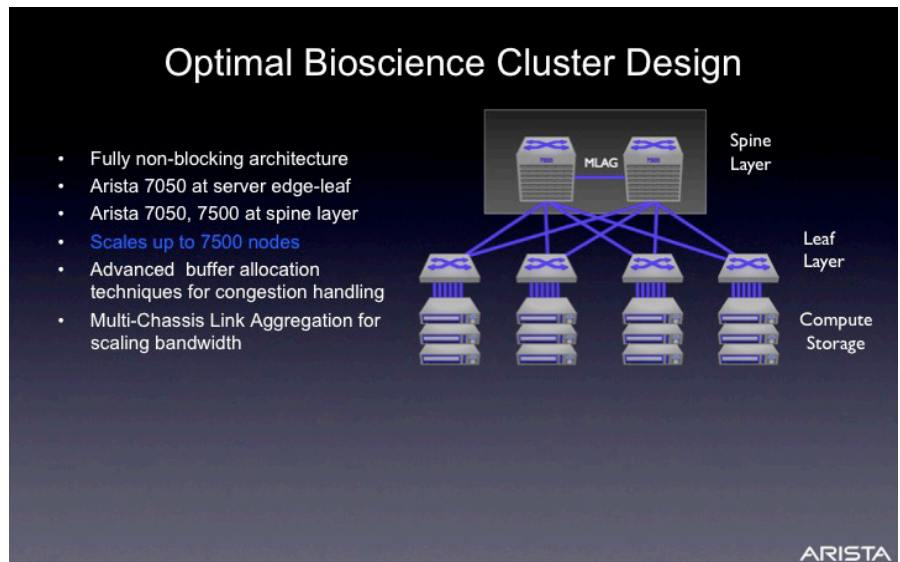 Optimal Bioscience Cluster Design
• Fully non-blocking architecture
• Arista 7050 at server edge-leaf
• Arista 7050, 7500 at spine layer
• Scales up to 7500 nodes
• Advanced buffer allocation
techniques for congestion handling
• Multi-Chassis Link Aggregation for
scaling bandwidth
7500
MLAG
7500
Spine
Layer
Leaf
Layer
Compute
Storage
ARISTA